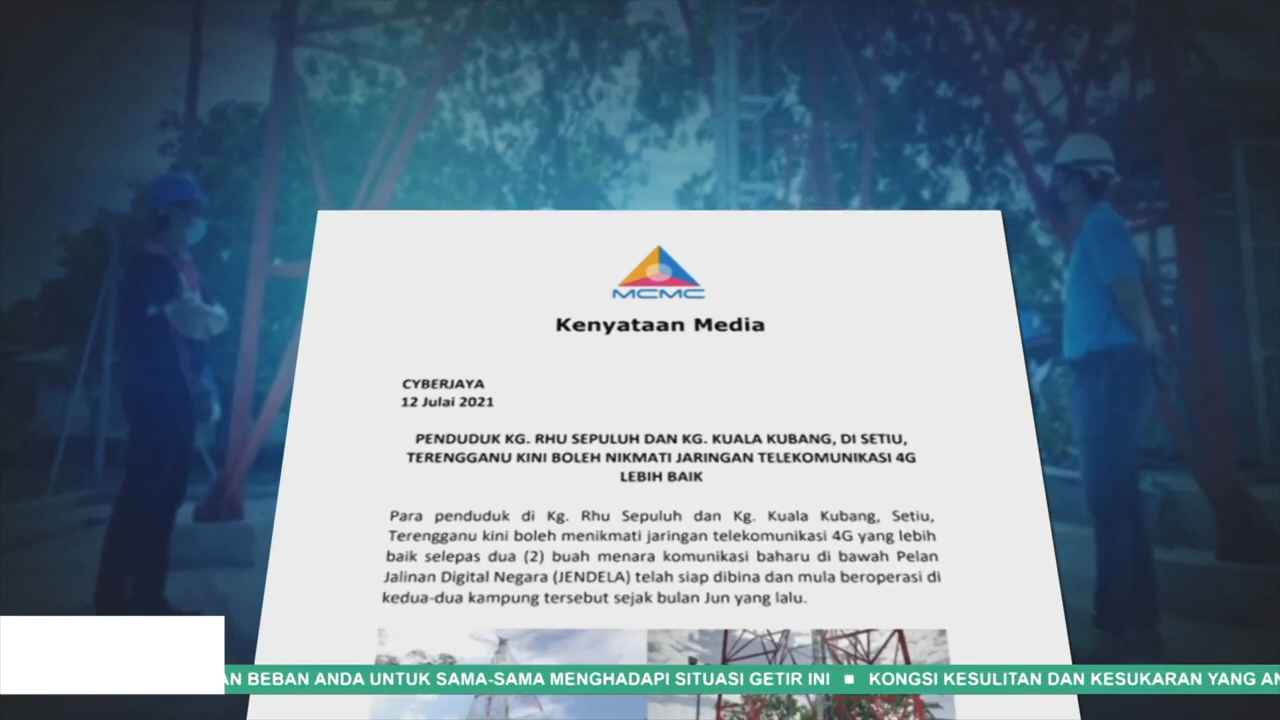 MCMC
Kenyataan Media
CYBERJAYA
12 Julai 2021
PENDUDUK KG. RHU SEPULUH DAN KG. KUALA KUBANG, DI SETIU,
TERENGGANU KINI BOLEH NIKMATI JARINGAN TELEKOMUNIKASI 4G
LEBIH BAIK
Para penduduk di Kg. Rhu Sepuluh dan Kg. Kuala Kubang, Setiu,
Terengganu kini boleh menikmati jaringan telekomunikasi 4G yang lebih
baik selepas dua (2) buah menara komunikasi baharu di bawah Pelan
Jalinan Digital Negara (JENDELA) telah siap dibina dan mula beroperasi di
kedua-dua kampung tersebut sejak bulan Jun yang lalu.
AN BEBAN ANDA UNTUK SAMA-SAMA MENGHADAPI SITUASI GETIR INI ■ KONGSI KESULITAN DAN KESUKARAN YANG AN